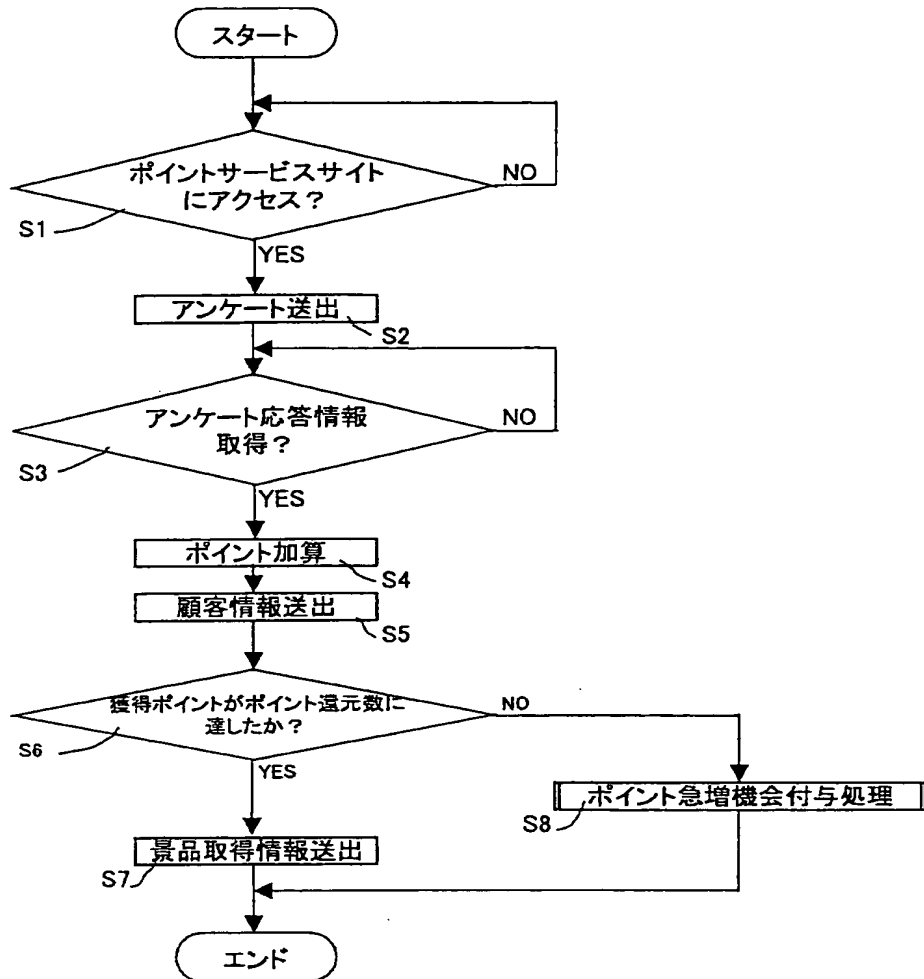 スタート
ポイントサービスサイト
にアクセス？
NO
S1
YES
アンケート送出
S2
アンケート応答情報
取得？
NO
S3
YES
ポイント加算
S4
顧客情報送出
S5
獲得ポイントがポイント還元数に
達したか？
NO
S6
YES
ポイント急増機会付与処理
S8
景品取得情報送出
S7
エンド